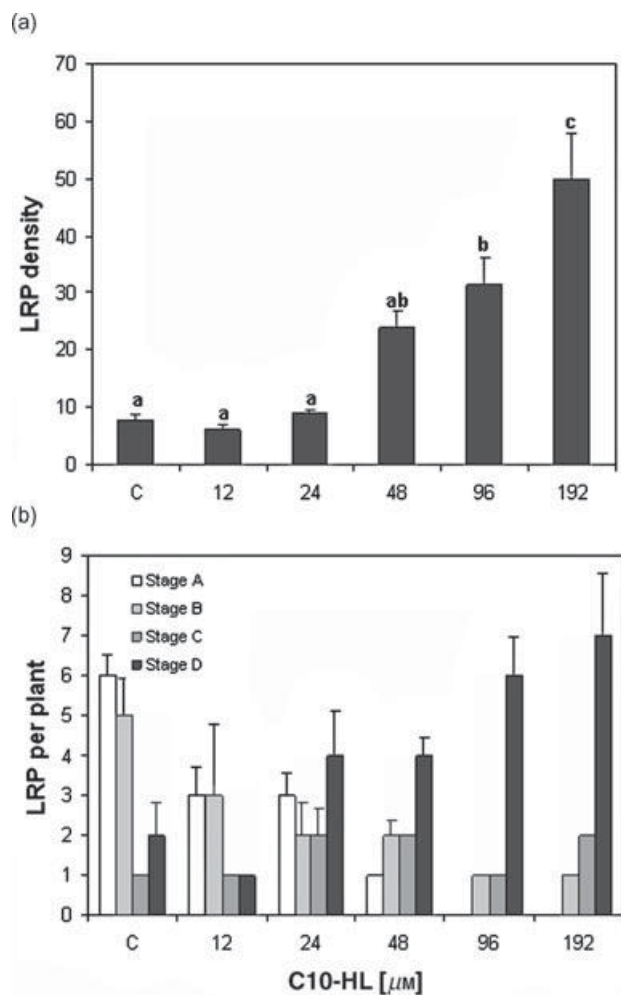 (a)
70
60
50
40
30
20
10
0
LRP density
a
a
a
ab
b
c
C 12 24 48 96 192
(b)
9
8
7
6
5
4
3
2
1
0
LRP per plant
Stage A
Stage B
Stage C
Stage D
C 12 24 48 96 192
C10-HL [μM]